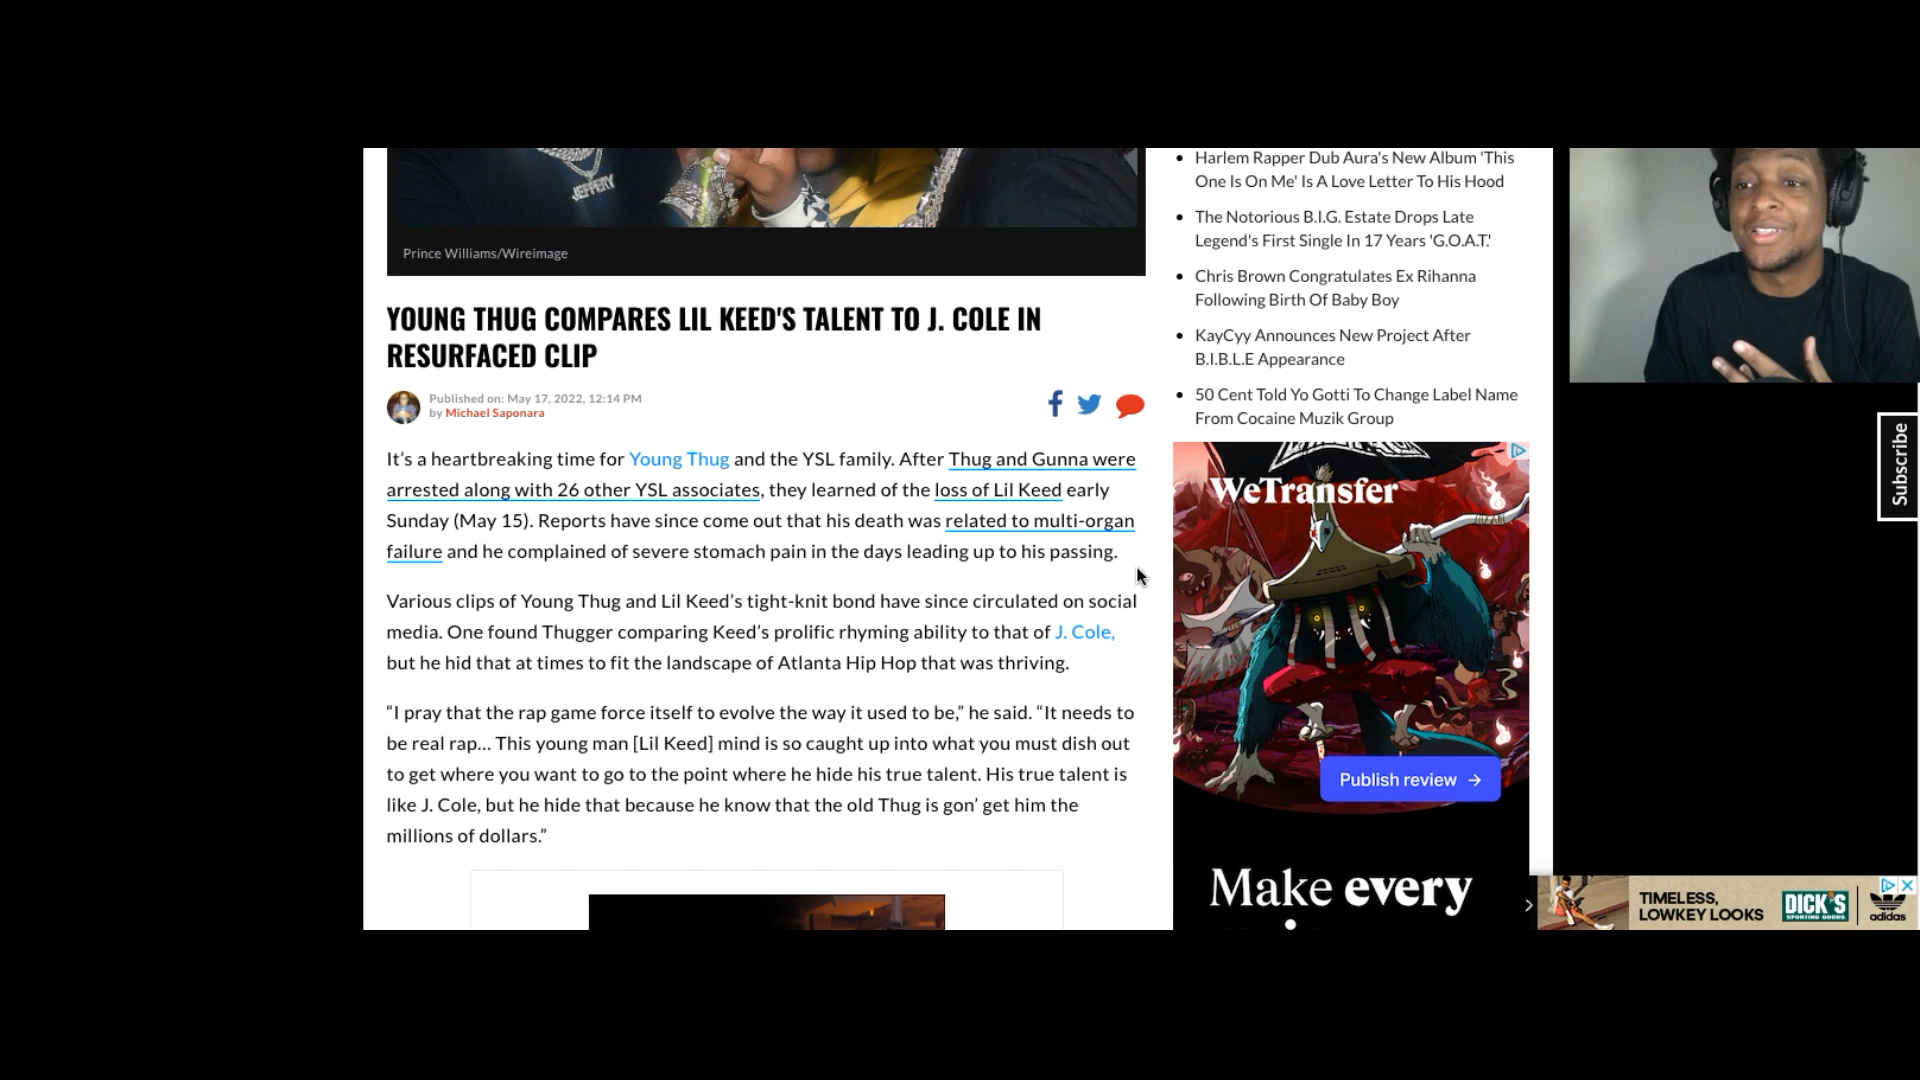 JEFFERY
Prince Williams/Wireimage
YOUNG THUG COMPARES LIL KEED'S TALENT TO J. COLE IN
RESURFACED CLIP
Published on: May 17, 2022, 12:14 PM
by Michael Saponara
It’s a heartbreaking time for Young Thug and the YSL family. After Thug and Gunna were
arrested along with 26 other YSL associates, they learned of the loss of Lil Keed early
Sunday (May 15). Reports have since come out that his death was related to multi-organ
failure and he complained of severe stomach pain in the days leading up to his passing.
Various clips of Young Thug and Lil Keed’s tight-knit bond have since circulated on social
media. One found Thugger comparing Keed’s prolific rhyming ability to that of J. Cole,
but he hid that at times to fit the landscape of Atlanta Hip Hop that was thriving.
“I pray that the rap game force itself to evolve the way it used to be,” he said. “It needs to
be real rap… This young man [Lil Keed] mind is so caught up into what you must dish out
to get where you want to go to the point where he hide his true talent. His true talent is
like J. Cole, but he hide that because he know that the old Thug is gon’ get him the
millions of dollars.”
Harlem Rapper Dub Aura's New Album 'This
One Is On Me' Is A Love Letter To His Hood
The Notorious B.I.G. Estate Drops Late
Legend's First Single In 17 Years 'G.O.A.T.'
Chris Brown Congratulates Ex Rihanna
Following Birth Of Baby Boy
KayCyy Announces New Project After
B.I.B.L.E Appearance
50 Cent Told Yo Gotti To Change Label Name
From Cocaine Muzik Group
WeTransfer
Publish review →
Make every
Subscribe
TIMELESS,
LOWKEY LOOKS
DICK'S
SPORTING GOODS
adidas